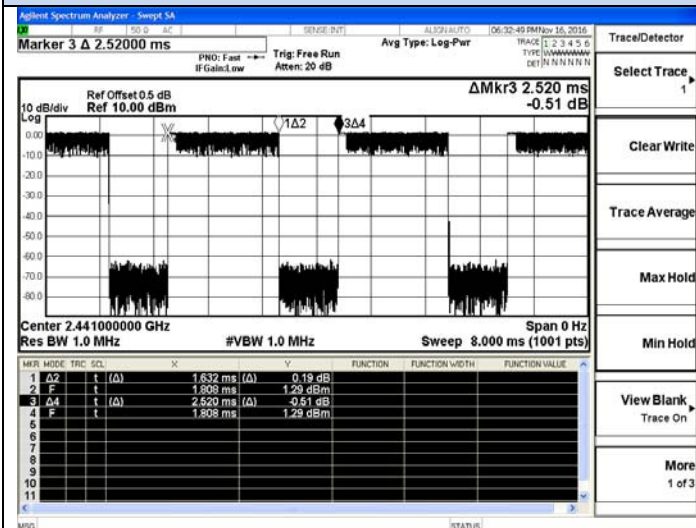 Agilent Spectrum Analyzer - Swept SA
RF 50 Ω AC SENSE:INT ALIGN AUTO 06:32:49 PM Nov 16, 2016
Marker 3 Δ 2.52000 ms
PNO: Fast
IFGain:Low
Trig: Free Run
Atten: 20 dB
Avg Type: Log-Pwr
TRACE 1 2 3 4 5 6
TYPE
DET N N N N N N
Trace/Detector
Select Trace
1
Clear Write
Trace Average
Max Hold
Min Hold
View Blank
Trace On
More
1 of 3
ΔMkr3 2.520 ms
-0.51 dB
Ref Offset 0.5 dB
10 dB/div Ref 10.00 dBm
Log
0.00
-10.0
-20.0
-30.0
-40.0
-50.0
-60.0
-70.0
-80.0
1Δ2
3Δ4
Center 2.441000000 GHz Span 0 Hz
Res BW 1.0 MHz #VBW 1.0 MHz Sweep 8.000 ms (1001 pts)
MKR MODE TRC SCL X Y FUNCTION FUNCTION WIDTH FUNCTION VALUE
1 Δ2 t (Δ) 1.632 ms (Δ) 0.19 dB
2 F t 1.808 ms 1.29 dBm
3 Δ4 t (Δ) 2.520 ms (Δ) -0.51 dB
4 F t 1.808 ms 1.29 dBm
5
6
7
8
9
10
11
MSG STATUS